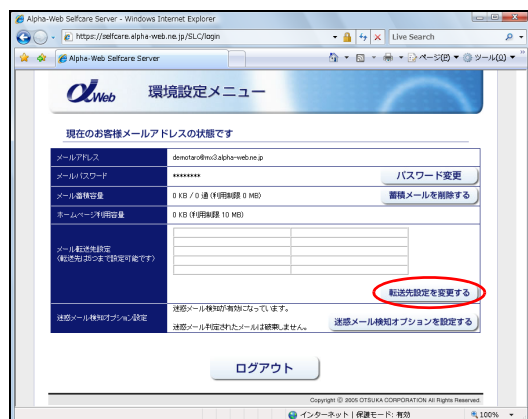 Alpha-Web Selfcare Server - Windows Internet Explorer
https://selfcare.alpha-web.ne.jp/SLC/login
Live Search
Alpha-Web Selfcare Server
ページ(P)
ツール(O)
αWeb
環境設定メニュー
現在のお客様メールアドレスの状態です
メールアドレス
demotaro@mx3.alpha-web.ne.jp
メールパスワード
********
パスワード変更
メール蓄積容量
0 KB / 0 通 (利用制限 0 MB)
蓄積メールを削除する
ホームページ利用容量
0 KB (利用制限 10 MB)
メール転送先設定
(転送先は5つまで設定可能です)
転送先設定を変更する
迷惑メール検知オプション設定
迷惑メール検知が有効になっています。
迷惑メール判定されたメールは破棄しません。
迷惑メール検知オプションを設定する
ログアウト
Copyright © 2005 OTSUKA CORPORATION All Rights Reserved.
インターネット | 保護モード: 有効
100%